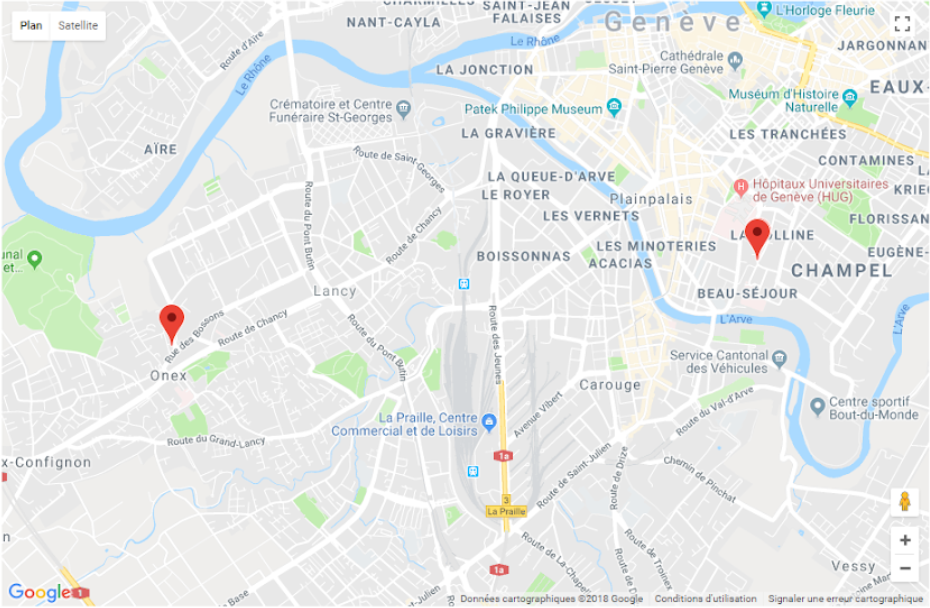 Plan
Satellite
CHARMILLES
SAINT-JEAN
FALAISES
NANT-CAYLA
Genève
L'Horloge Fleurie
Route d'Aire
Le Rhône
Le Rhône
LA JONCTION
Cathédrale
Saint-Pierre Genève
JARGONNAN
EAUX-
Crématoire et Centre
Funéraire St-Georges
Patek Philippe Museum
Muséum d'Histoire
Naturelle
LA GRAVIÈRE
LES TRANCHÉES
AÏRE
Route de Saint-Georges
CONTAMINES
LA QUEUE-D'ARVE
LE ROYER
Plainpalais
Hôpitaux Universitaires
de Genève (HUG)
KRIE
Route du Pont Butin
Route de Chancy
LES VERNETS
FLORISSAN
BOISSONNAS
LES MINOTERIES
ACACIAS
EUGÈNE-
CHAMPEL
unal
et...
Lancy
BEAU-SÉJOUR
L'Arve
L'Arve
Rue des Bossons
Route de Chancy
Route du Pont Butin
Route des Jeunes
Onex
Service Cantonal
des Véhicules
Carouge
Centre sportif
Bout-du-Monde
La Praille, Centre
Commercial et de Loisirs
Avenue Vibert
Route du Val-d'Arve
Route du Grand-Lancy
x-Confignon
1a
Route de Saint-Julien
Route de Drize
Chemin de Pinchat
3
La Praille
n
1a
Route de-la-Chap
Route de Troinex
Vessy
Base
Google
1
Données cartographiques ©2018 Google
Conditions d'utilisation
Signaler une erreur cartographique